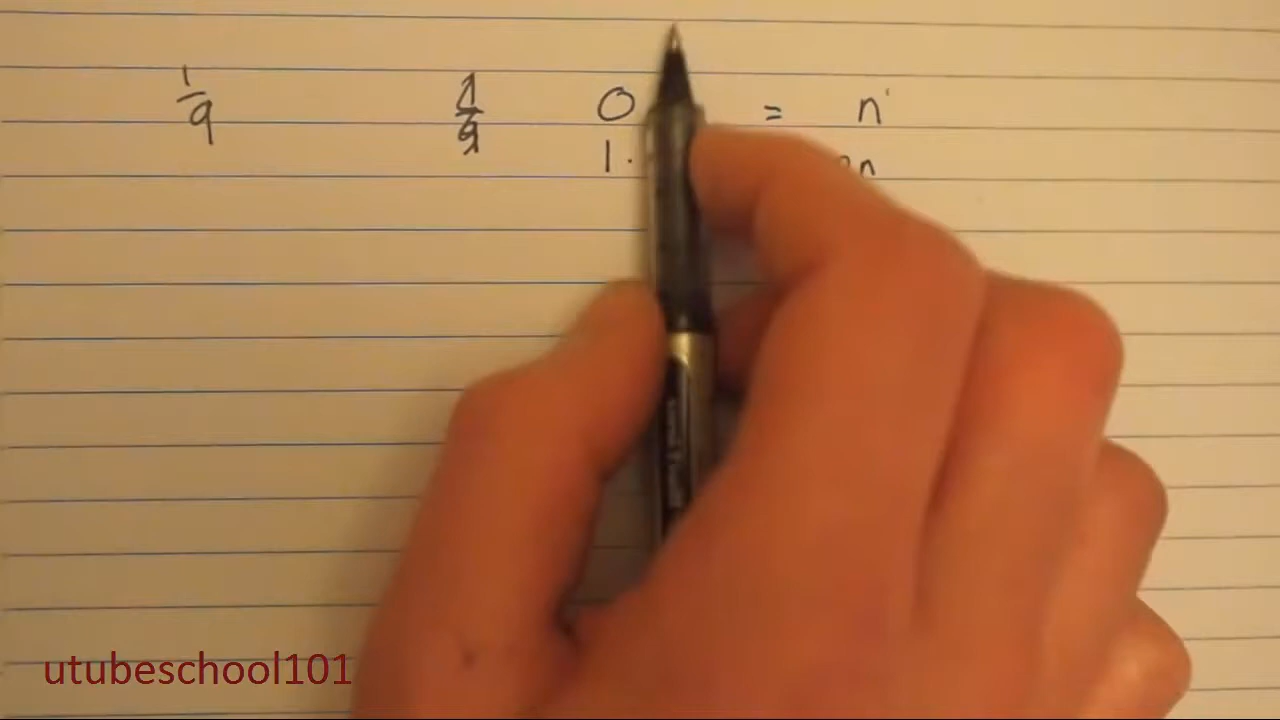 1/9 1/9 0 = n
1. n
utubeschool101